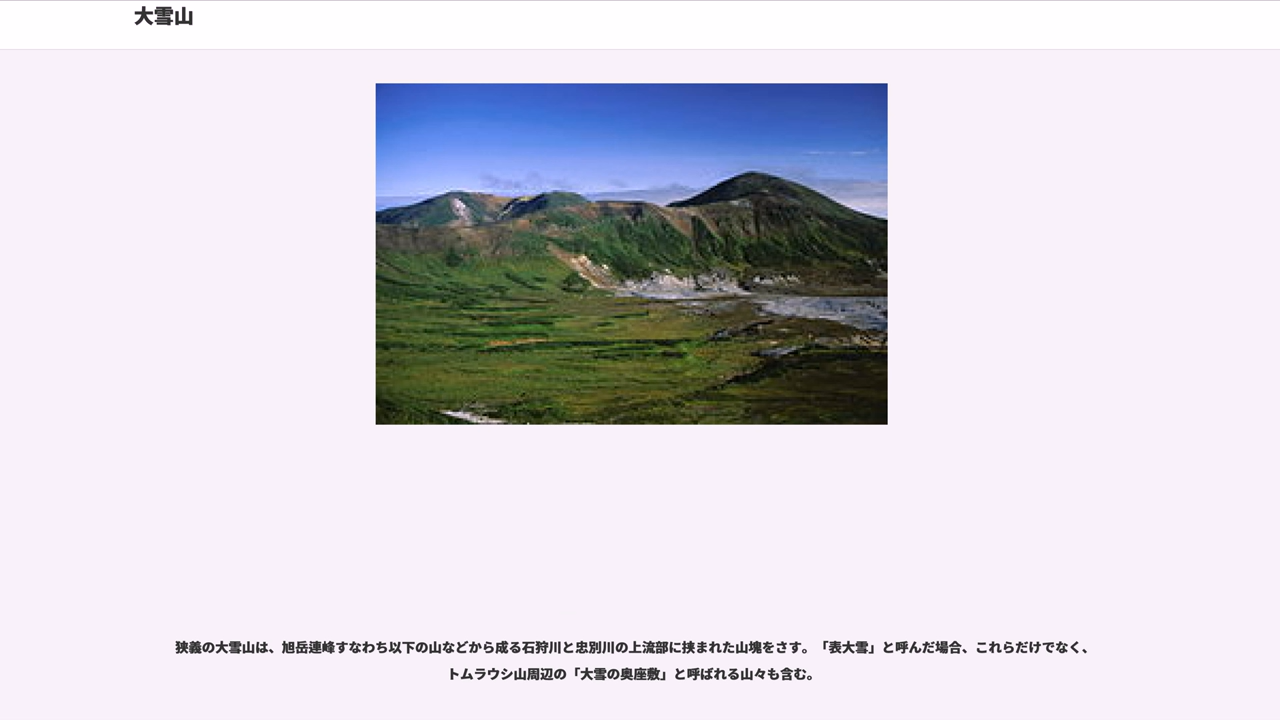 大雪山
狭義の大雪山は、旭岳連峰すなわち以下の山などから成る石狩川と忠別川の上流部に挟まれた山塊をさす。「表大雪」と呼んだ場合、これらだけでなく、
トムラウシ山周辺の「大雪の奥座敷」と呼ばれる山々も含む。